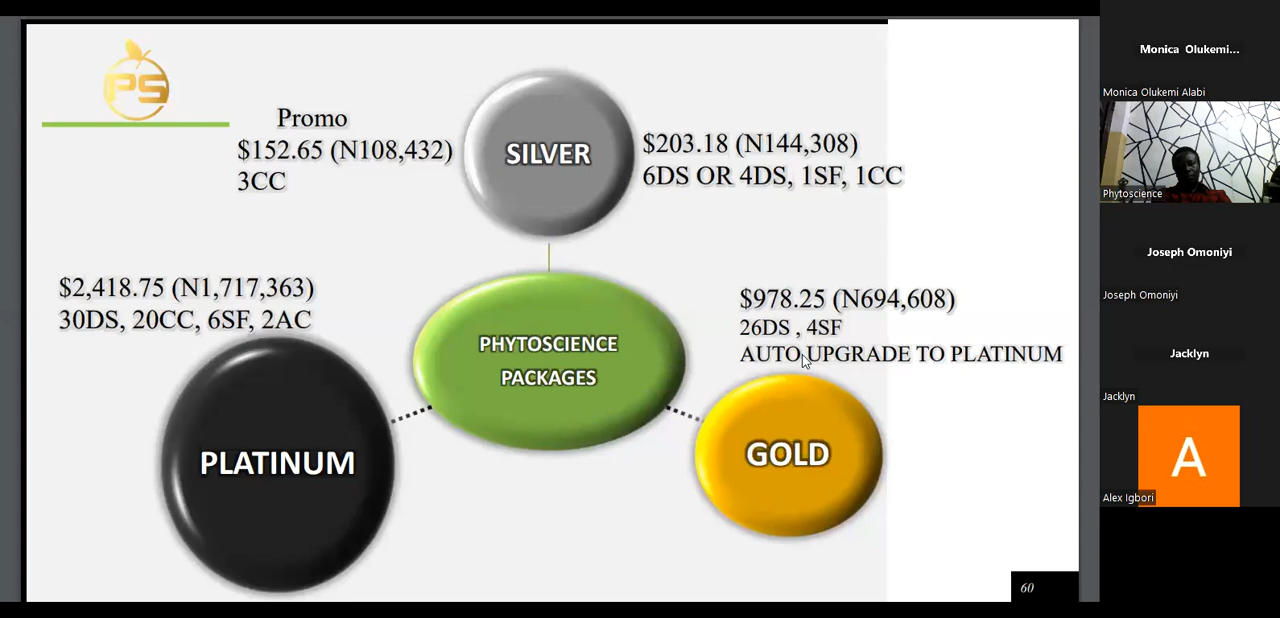 PS
Promo
$152.65 (N108,432)
3CC
SILVER
$203.18 (N144,308)
6DS OR 4DS, 1SF, 1CC
$2,418.75 (N1,717,363)
30DS, 20CC, 6SF, 2AC
PHYTOSCIENCE
PACKAGES
$978.25 (N694,608)
26DS , 4SF
AUTO UPGRADE TO PLATINUM
PLATINUM
GOLD
60
Monica Olukemi...
Monica Olukemi Alabi
Phytoscience
Joseph Omoniyi
Joseph Omoniyi
Jacklyn
Jacklyn
A
Alex Igbori